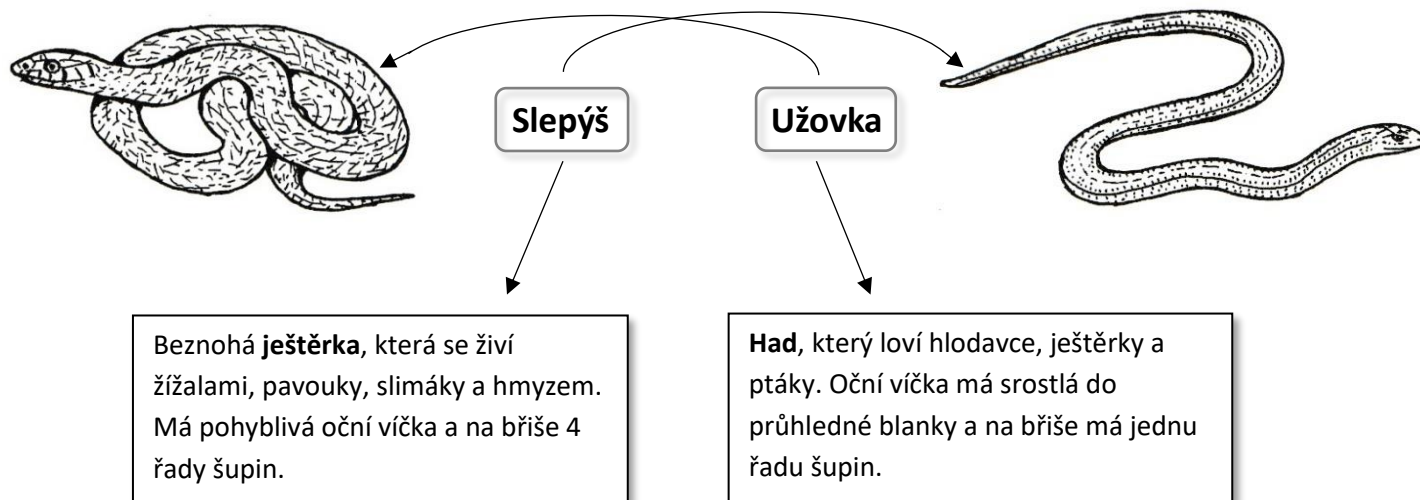 Slepýš
Užovka
Beznohá ještěrka, která se živí
žížalami, pavouky, slimáky a hmyzem.
Má pohyblivá oční víčka a na břiše 4
řady šupin.
Had, který loví hlodavce, ještěrky a
ptáky. Oční víčka má srostlá do
průhledné blanky a na břiše má jednu
řadu šupin.